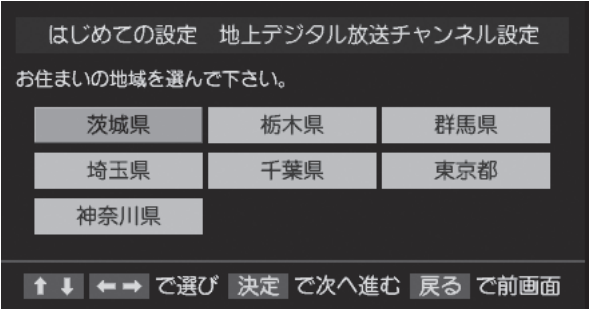 はじめての設定　地上デジタル放送チャンネル設定
お住まいの地域を選んで下さい。
茨城県 栃木県 群馬県
埼玉県 千葉県 東京都
神奈川県
↑ ↓ ←→ で選び 決定 で次へ進む 戻る で前画面